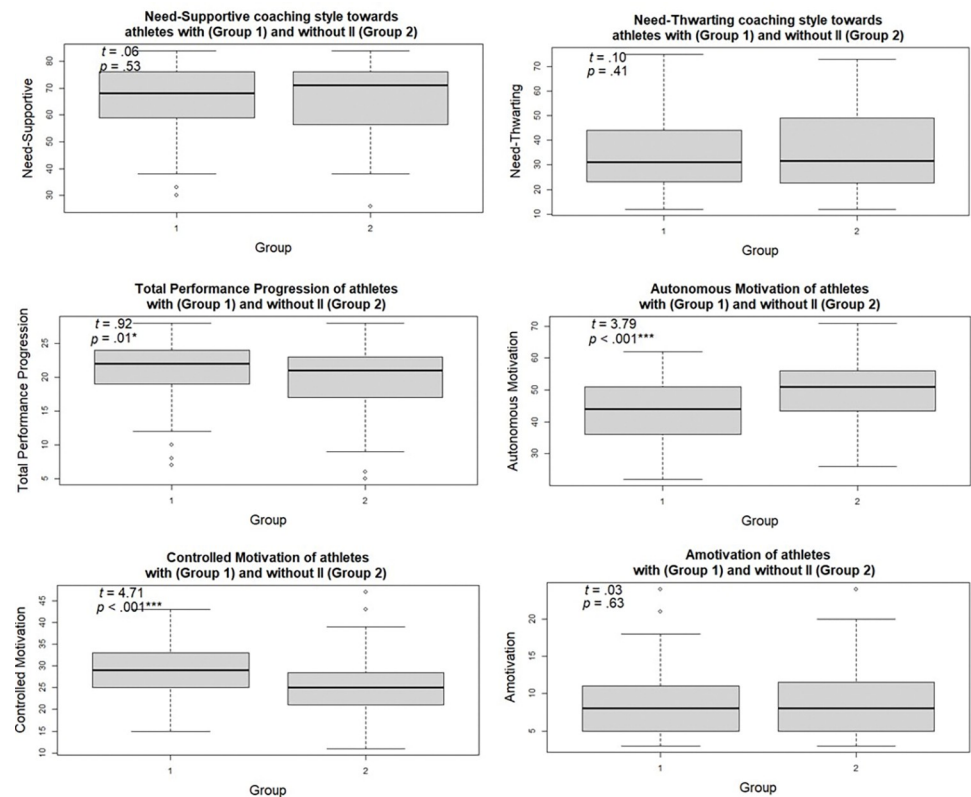 Need-Supportive coaching style towards
athletes with (Group 1) and without II (Group 2)
t = .06
p = .53
Need-Supportive
80
70
60
50
40
30
1
2
Group
Need-Thwarting coaching style towards
athletes with (Group 1) and without II (Group 2)
t = .10
p = .41
Need-Thwarting
70
60
50
40
30
20
10
1
2
Group
Total Performance Progression of athletes
with (Group 1) and without II (Group 2)
t = .92
p = .01*
Total Performance Progression
25
20
15
10
5
1
2
Group
Autonomous Motivation of athletes
with (Group 1) and without II (Group 2)
t = 3.79
p < .001***
Autonomous Motivation
70
60
50
40
30
1
2
Group
Controlled Motivation of athletes
with (Group 1) and without II (Group 2)
t = 4.71
p < .001***
Controlled Motivation
45
40
35
30
25
20
15
10
1
2
Group
Amotivation of athletes
with (Group 1) and without II (Group 2)
t = .03
p = .63
Amotivation
20
15
10
5
1
2
Group